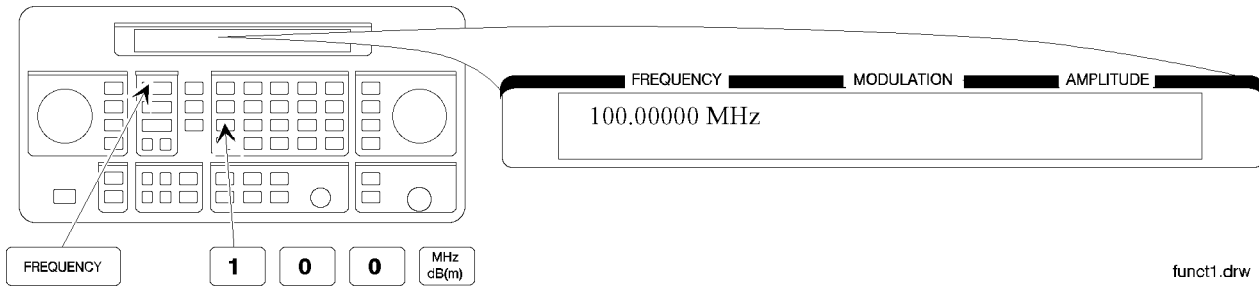 FREQUENCY MODULATION AMPLITUDE
100.00000 MHz
FREQUENCY 1 0 0 MHz dB(m)
funct1.drw